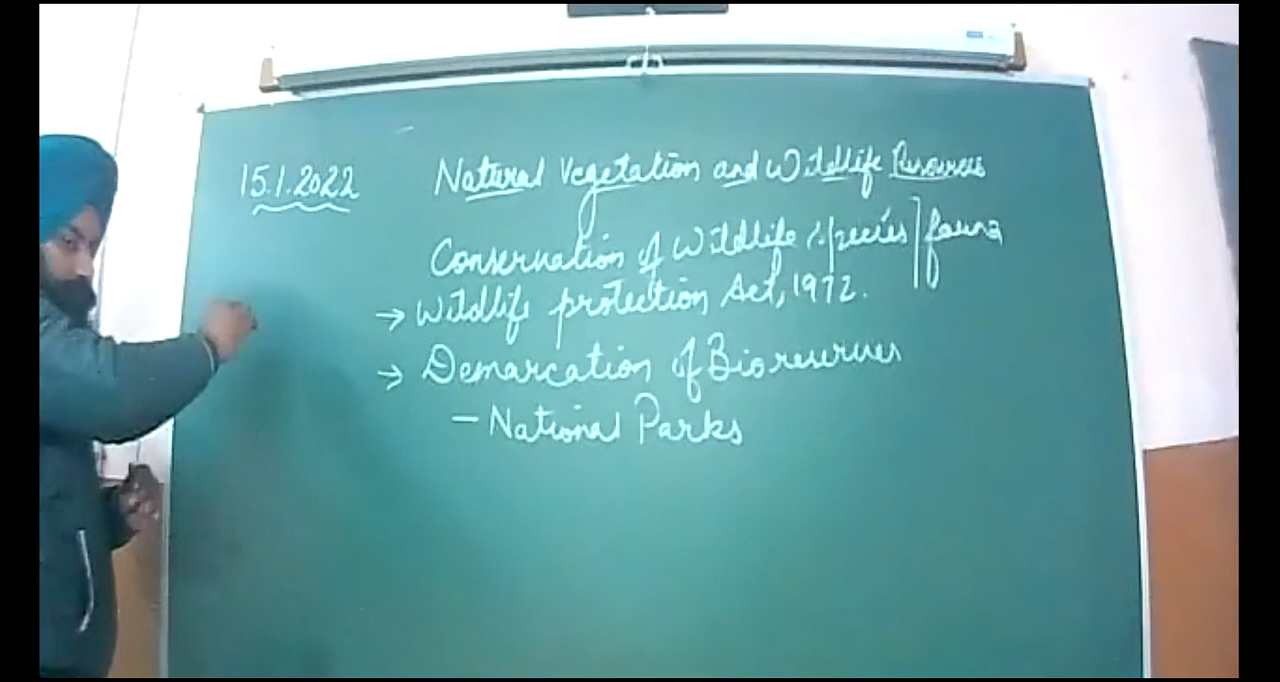 15.1.2022 Natural Vegetation and Wildlife Resources
Conservation of Wildlife Species] fauna
→ Wildlife protection Act, 1972.
→ Demarcation of Bioreserves
- National Parks